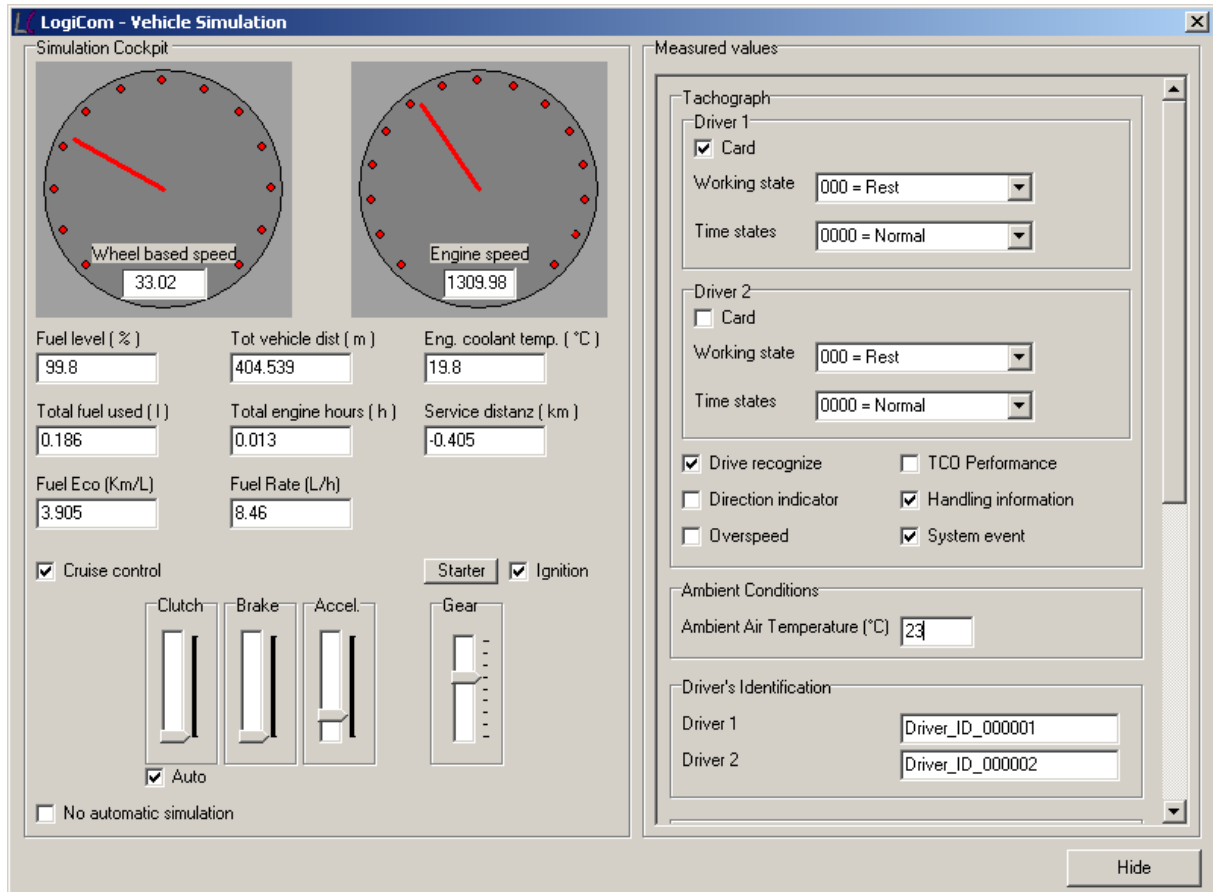 LogiCom - Vehicle Simulation
Simulation Cockpit
Wheel based speed
33.02
Engine speed
1309.98
Fuel level ( % )
Tot vehicle dist ( m )
Eng. coolant temp. ( °C )
99.8
404.539
19.8
Total fuel used ( l )
Total engine hours ( h )
Service distanz ( km )
0.186
0.013
-0.405
Fuel Eco (Km/L)
Fuel Rate (L/h)
3.905
8.46
Cruise control
Starter
Ignition
Clutch
Brake
Accel.
Gear
Auto
No automatic simulation
Measured values
Tachograph
Driver 1
Card
Working state
000 = Rest
Time states
0000 = Normal
Driver 2
Card
Working state
000 = Rest
Time states
0000 = Normal
Drive recognize
TCO Performance
Direction indicator
Handling information
Overspeed
System event
Ambient Conditions
Ambient Air Temperature (°C)
23
Driver's Identification
Driver 1
Driver_ID_000001
Driver 2
Driver_ID_000002
Hide